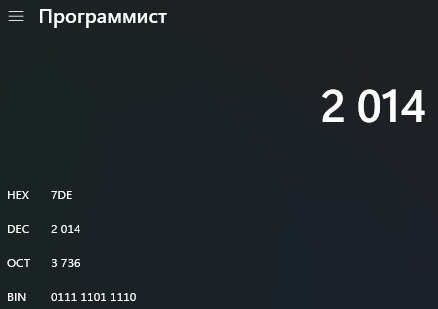 Программист
2 014
HEX 7DE
DEC 2 014
OCT 3 736
BIN 0111 1101 1110